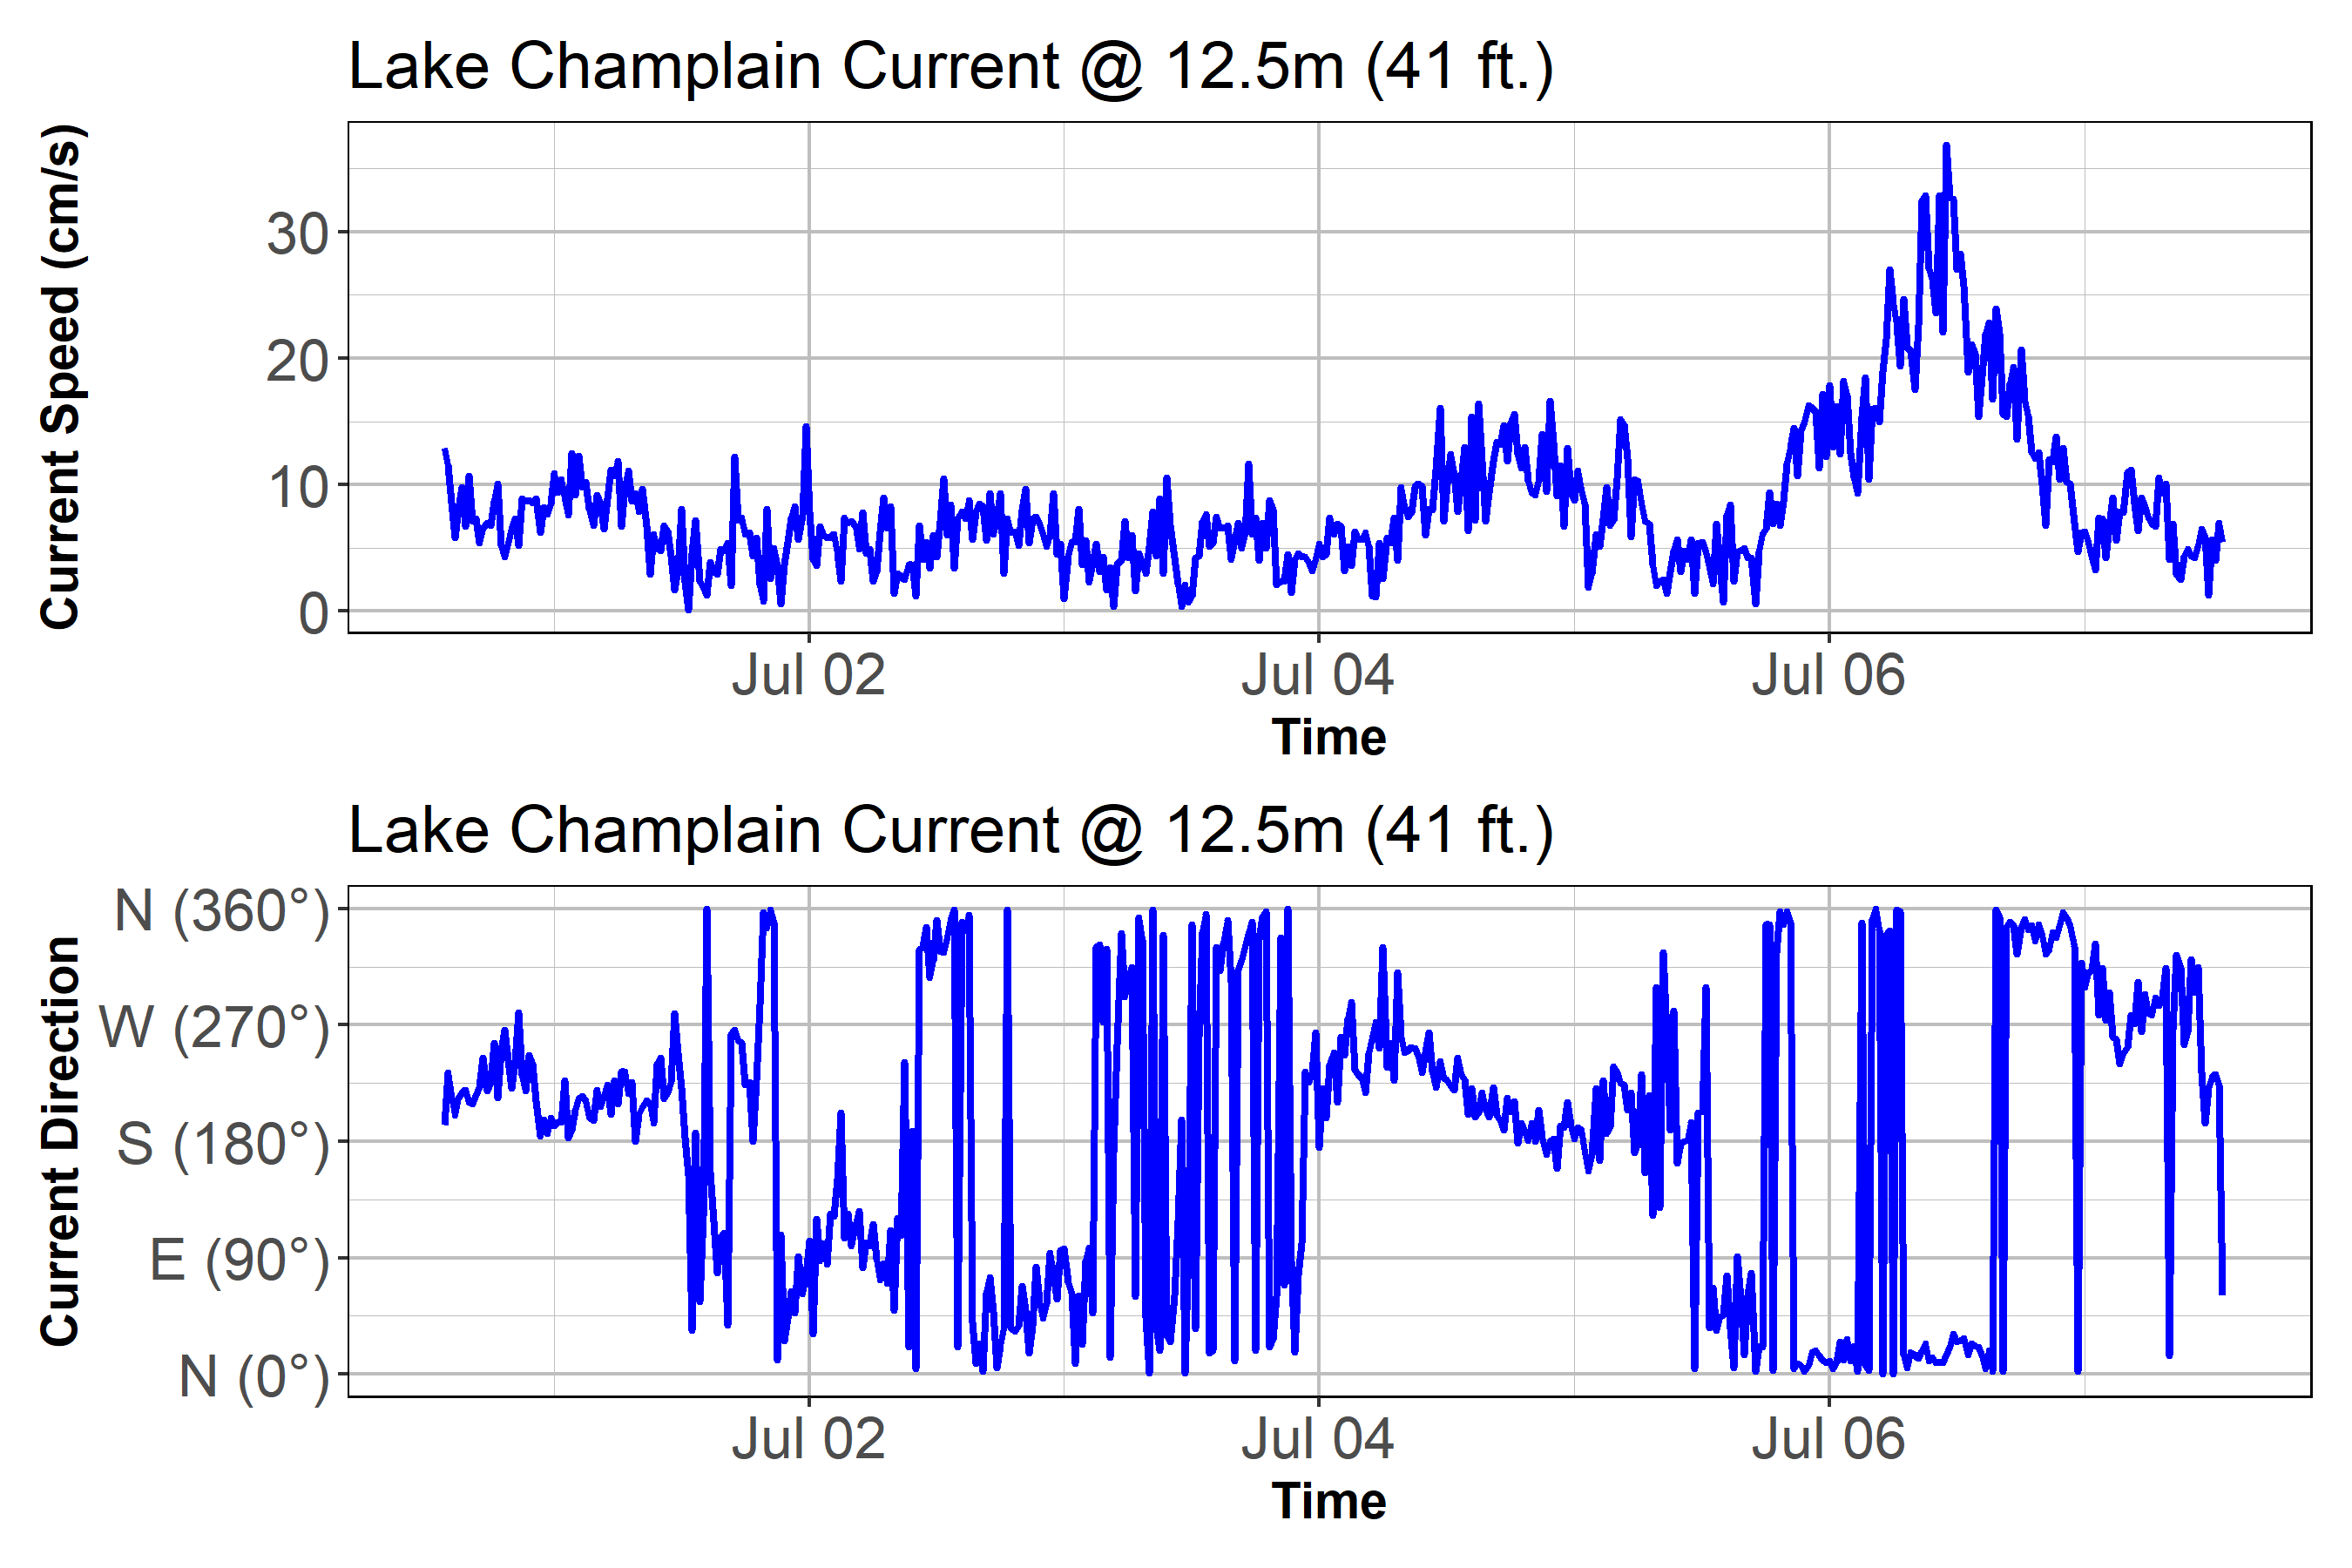 Lake Champlain Current @ 12.5m (41 ft.)
Current Speed (cm/s)
30
20
10
0
Jul 02 Jul 04 Jul 06
Time
Lake Champlain Current @ 12.5m (41 ft.)
Current Direction
N (360°)
W (270°)
S (180°)
E (90°)
N (0°)
Jul 02 Jul 04 Jul 06
Time